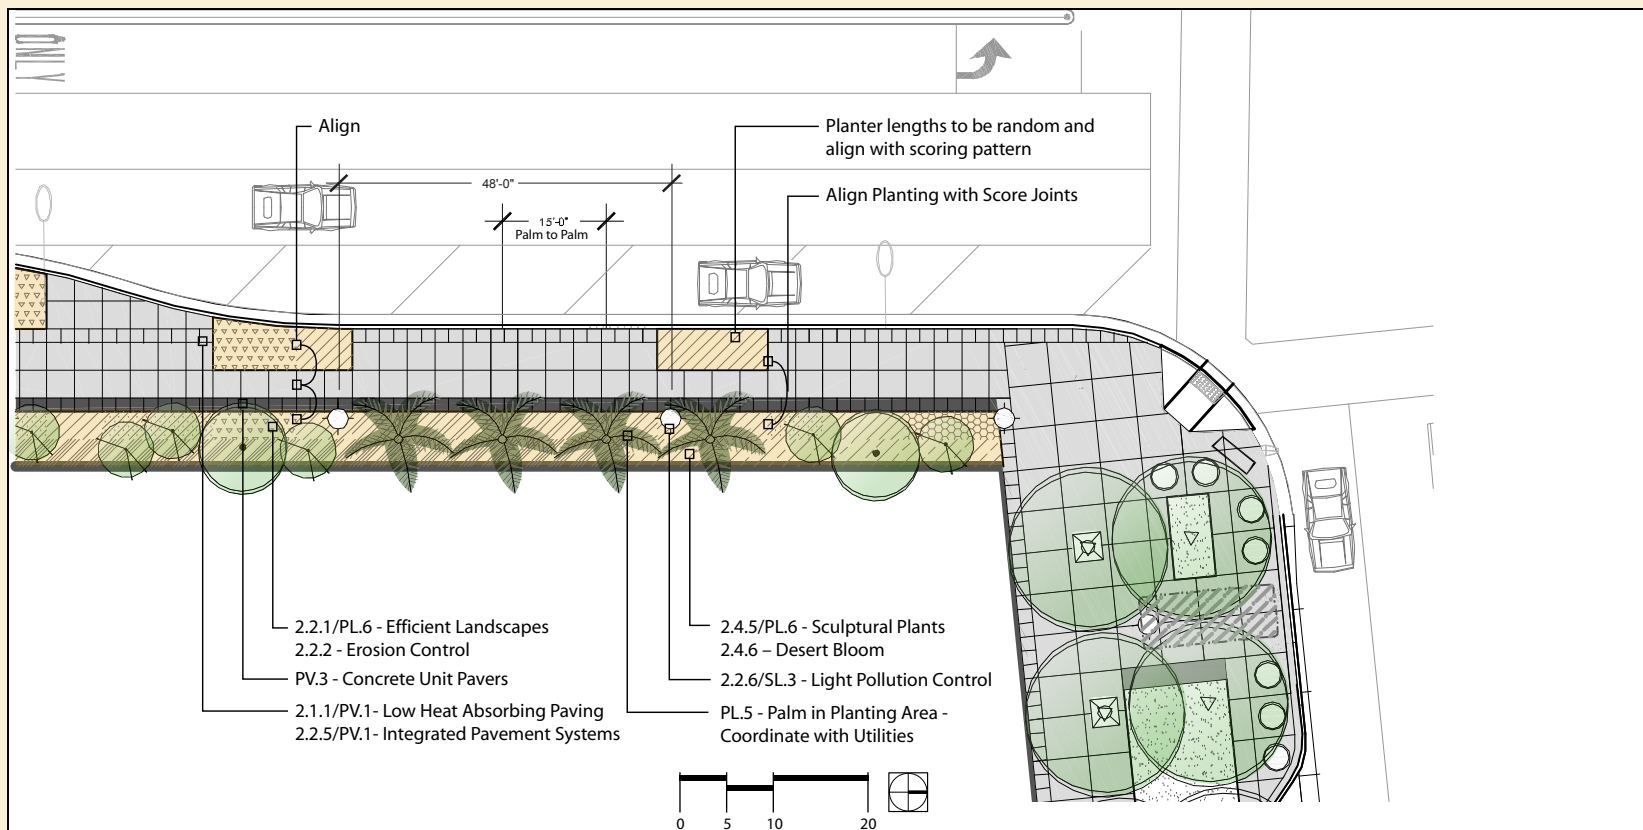 ONLY
Align
Planter lengths to be random and
align with scoring pattern
48'-0"
Align Planting with Score Joints
15'-0"
Palm to Palm
2.2.1/PL.6 - Efficient Landscapes
2.2.2 - Erosion Control
PV.3 - Concrete Unit Pavers
2.1.1/PV.1- Low Heat Absorbing Paving
2.2.5/PV.1- Integrated Pavement Systems
2.4.5/PL.6 - Sculptural Plants
2.4.6 – Desert Bloom
2.2.6/SL.3 - Light Pollution Control
PL.5 - Palm in Planting Area -
Coordinate with Utilities
0 5 10 20